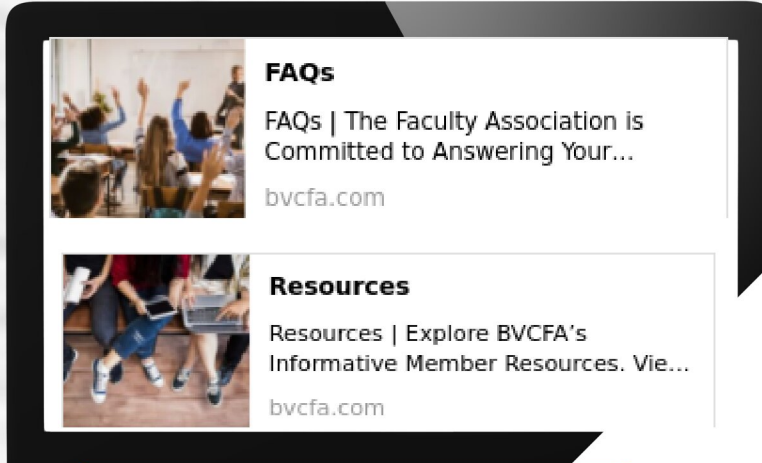 FAQs
FAQs | The Faculty Association is
Committed to Answering Your...
bvcfa.com
Resources
Resources | Explore BVCFA’s
Informative Member Resources. Vie...
bvcfa.com